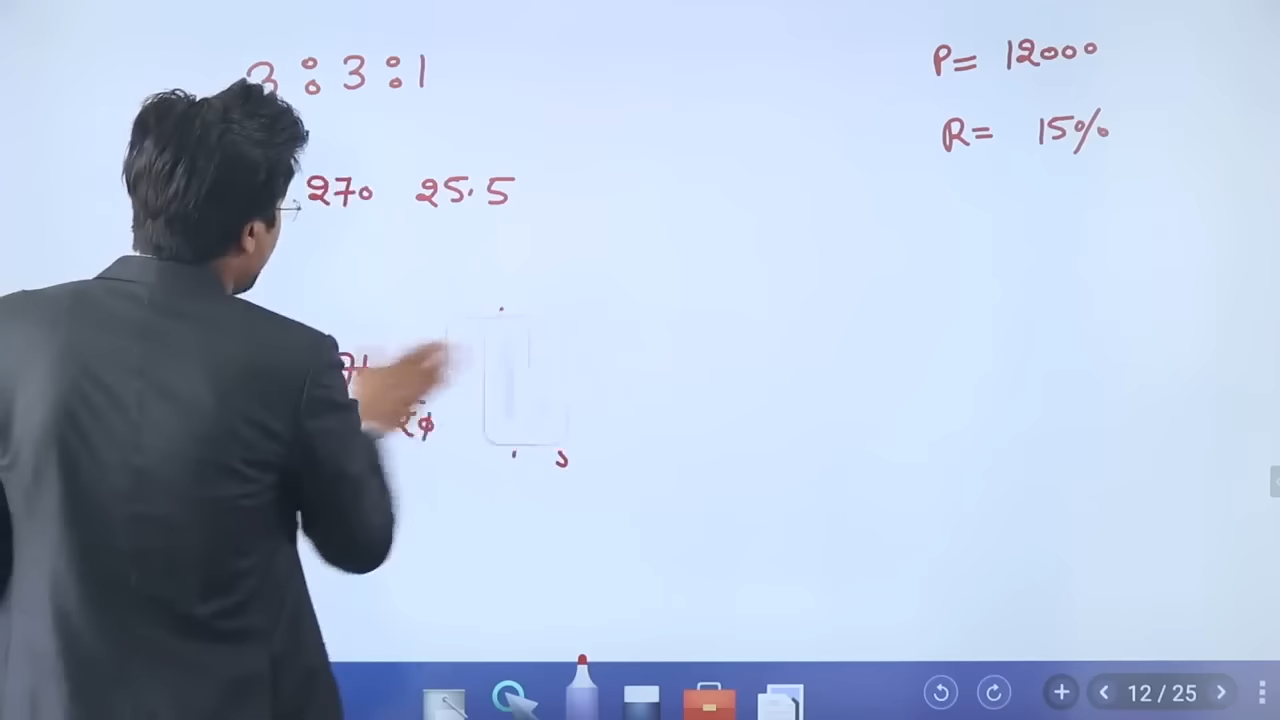 3 : 3 : 1
P = 12000
R = 15%
270 25.5
12 / 25